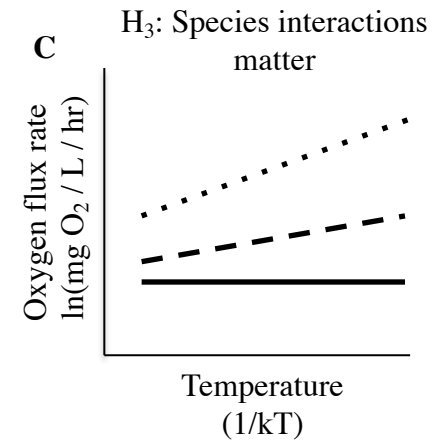 C
H₃: Species interactions
matter
Oxygen flux rate
ln(mg O₂ / L / hr)
Temperature
(1/kT)